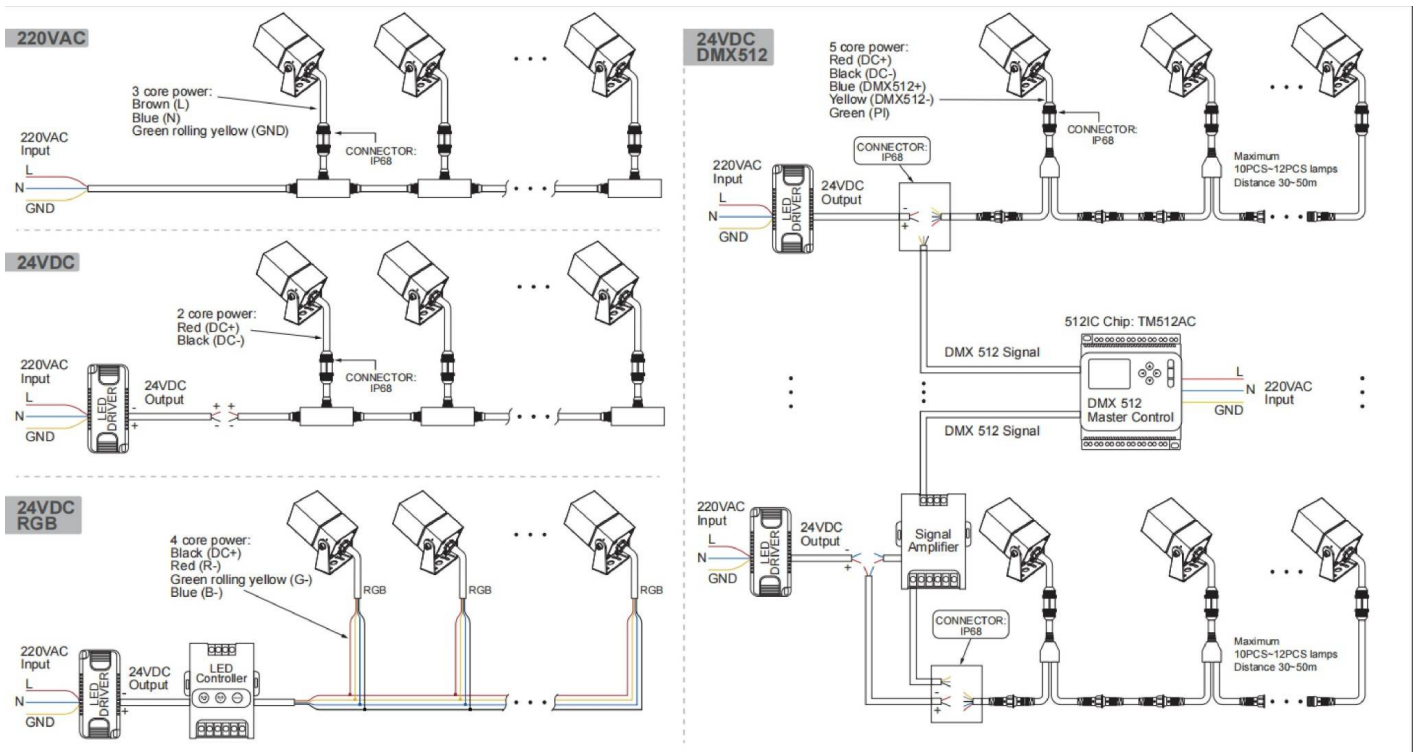 220VAC
3 core power:
Brown (L)
Blue (N)
Green rolling yellow (GND)
CONNECTOR:
IP68
220VAC
Input
L
N
GND
24VDC
2 core power:
Red (DC+)
Black (DC-)
CONNECTOR:
IP68
220VAC
Input
L
N
GND
LED
DRIVER
-
+
24VDC
Output
+ +
- -
24VDC
RGB
4 core power:
Black (DC+)
Red (R-)
Green rolling yellow (G-)
Blue (B-)
RGB
RGB
RGB
220VAC
Input
L
N
GND
LED
DRIVER
-
+
24VDC
Output
LED
Controller
24VDC
DMX512
5 core power:
Red (DC+)
Black (DC-)
Blue (DMX512+)
Yellow (DMX512-)
Green (PI)
CONNECTOR:
IP68
CONNECTOR:
IP68
Maximum
10PCS~12PCS lamps
Distance 30~50m
220VAC
Input
L
N
GND
LED
DRIVER
24VDC
Output
-
+
512IC Chip: TM512AC
DMX 512 Signal
DMX 512
Master Control
L
N
GND
220VAC
Input
DMX 512 Signal
220VAC
Input
L
N
GND
LED
DRIVER
24VDC
Output
-
+
Signal
Amplifier
CONNECTOR:
IP68
-
+
Maximum
10PCS~12PCS lamps
Distance 30~50m